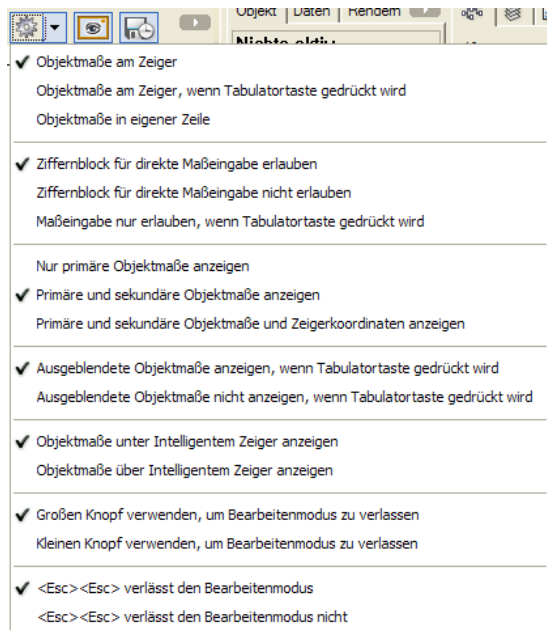 Objekt Daten Rendern
Nichts aktiv
Objektmaße am Zeiger
Objektmaße am Zeiger, wenn Tabulatortaste gedrückt wird
Objektmaße in eigener Zeile
Ziffernblock für direkte Maßeingabe erlauben
Ziffernblock für direkte Maßeingabe nicht erlauben
Maßeingabe nur erlauben, wenn Tabulatortaste gedrückt wird
Nur primäre Objektmaße anzeigen
Primäre und sekundäre Objektmaße anzeigen
Primäre und sekundäre Objektmaße und Zeigerkoordinaten anzeigen
Ausgeblendete Objektmaße anzeigen, wenn Tabulatortaste gedrückt wird
Ausgeblendete Objektmaße nicht anzeigen, wenn Tabulatortaste gedrückt wird
Objektmaße unter Intelligentem Zeiger anzeigen
Objektmaße über Intelligentem Zeiger anzeigen
Großen Knopf verwenden, um Bearbeitenmodus zu verlassen
Kleinen Knopf verwenden, um Bearbeitenmodus zu verlassen
<Esc><Esc> verlässt den Bearbeitenmodus
<Esc><Esc> verlässt den Bearbeitenmodus nicht